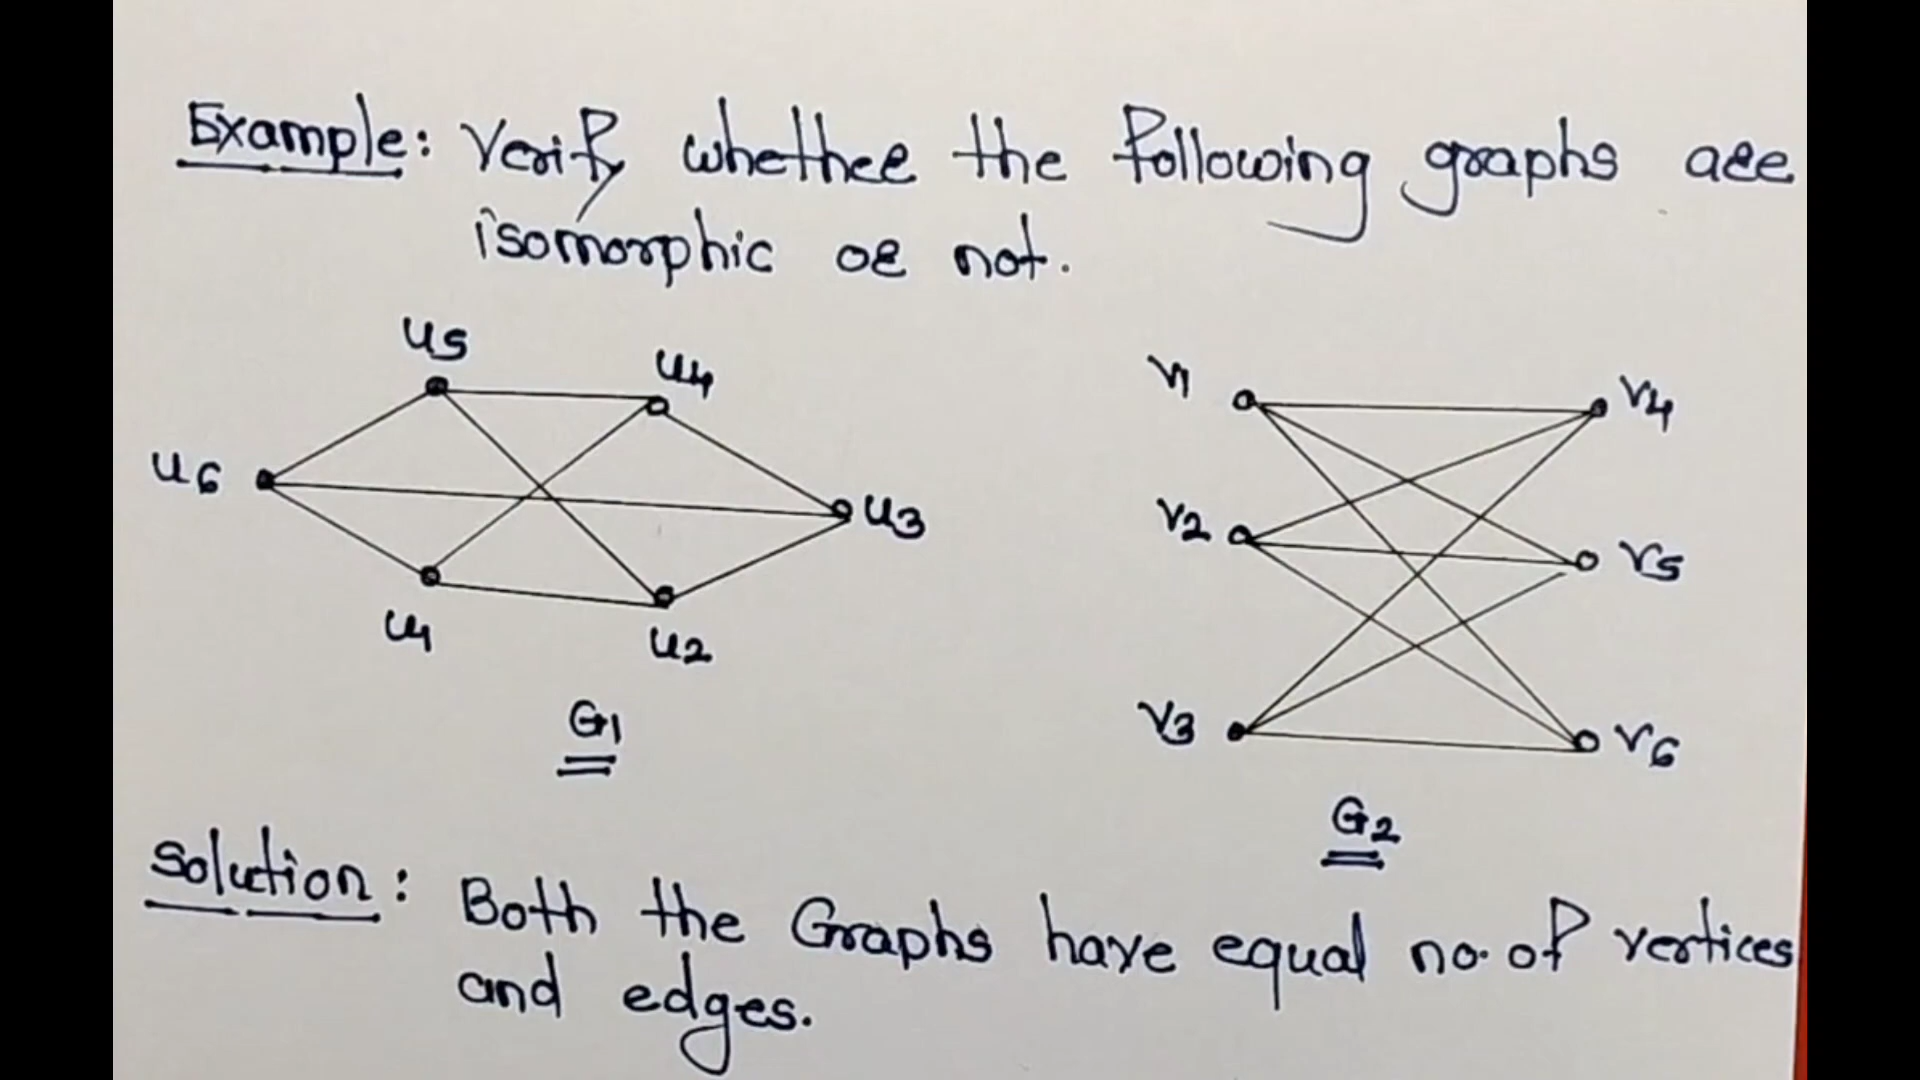 Example: Verify whether the following graphs are
isomorphic or not.
u5
u4
u6
u3
u1
u2
G1
v1
v4
v2
v5
v3
v6
G2
Solution: Both the Graphs have equal no. of vertices
and edges.